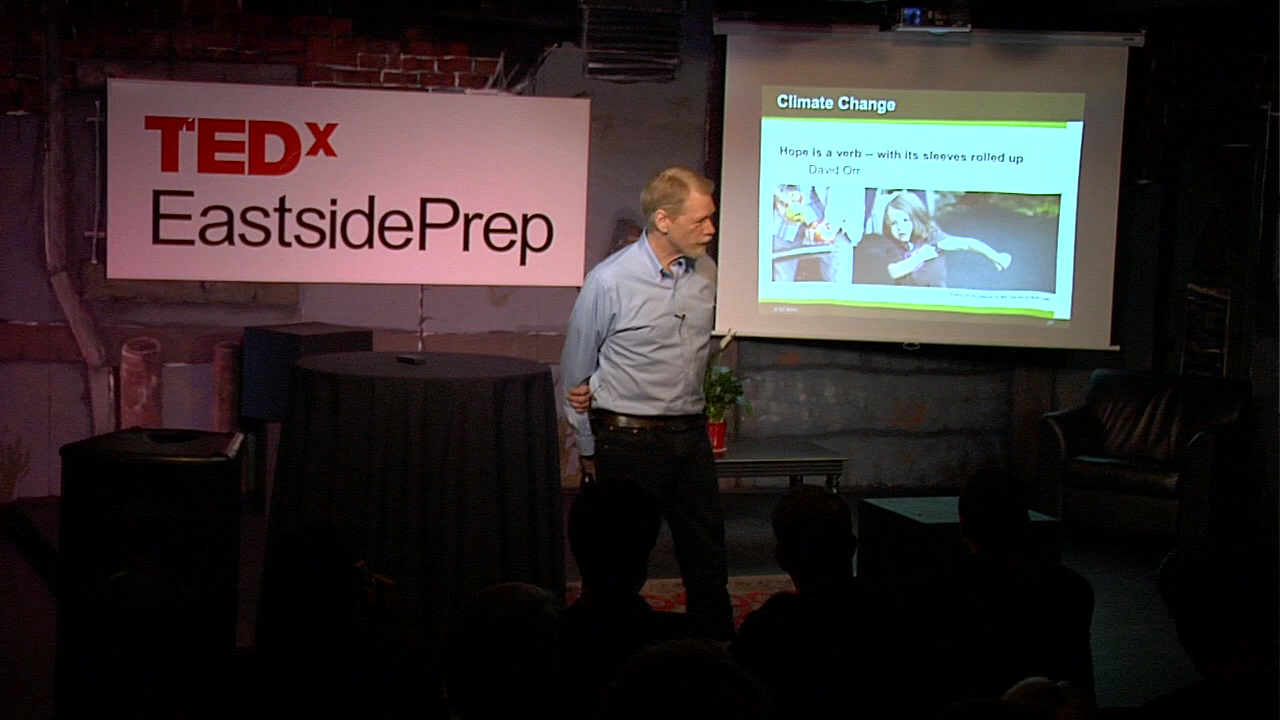 TEDx
EastsidePrep
Climate Change
Hope is a verb – with its sleeves rolled up
David Orr